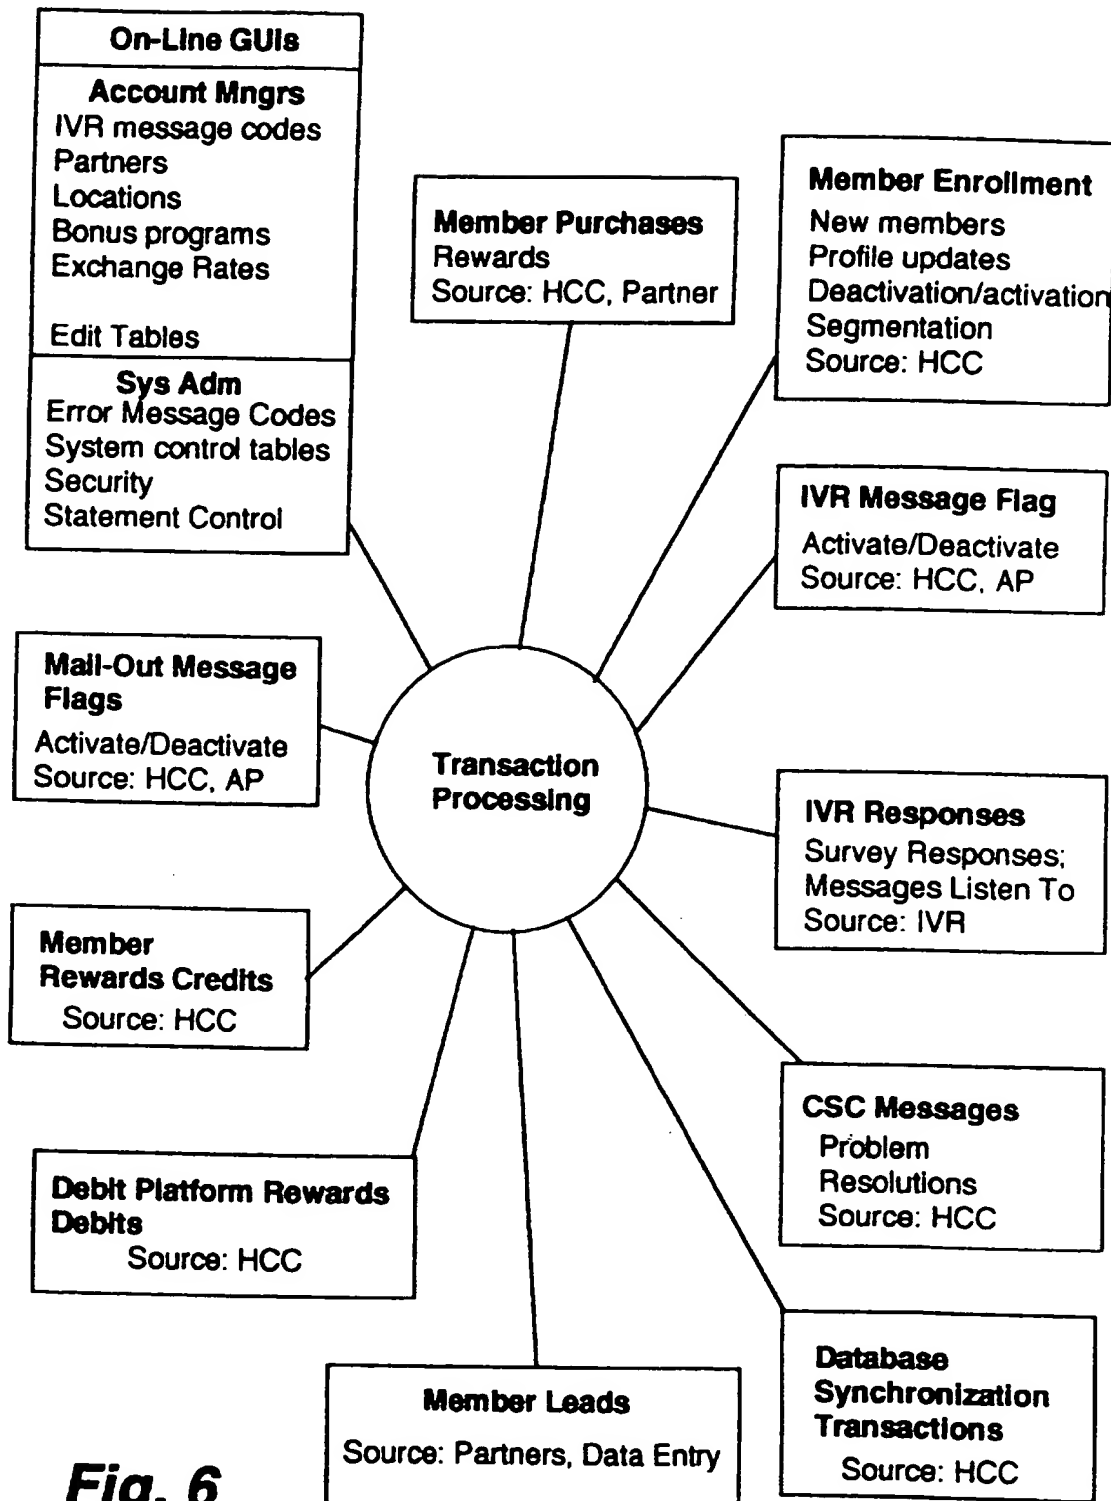 On-Line GUIs
Account Mngrs
IVR message codes
Partners
Locations
Bonus programs
Exchange Rates
Edit Tables
Sys Adm
Error Message Codes
System control tables
Security
Statement Control
Member Purchases
Rewards
Source: HCC, Partner
Member Enrollment
New members
Profile updates
Deactivation/activation
Segmentation
Source: HCC
IVR Message Flag
Activate/Deactivate
Source: HCC, AP
Mail-Out Message
Flags
Activate/Deactivate
Source: HCC, AP
Transaction
Processing
IVR Responses
Survey Responses;
Messages Listen To
Source: IVR
Member
Rewards Credits
Source: HCC
CSC Messages
Problem
Resolutions
Source: HCC
Debit Platform Rewards
Debits
Source: HCC
Database
Synchronization
Transactions
Source: HCC
Member Leads
Source: Partners, Data Entry
Fig. 6